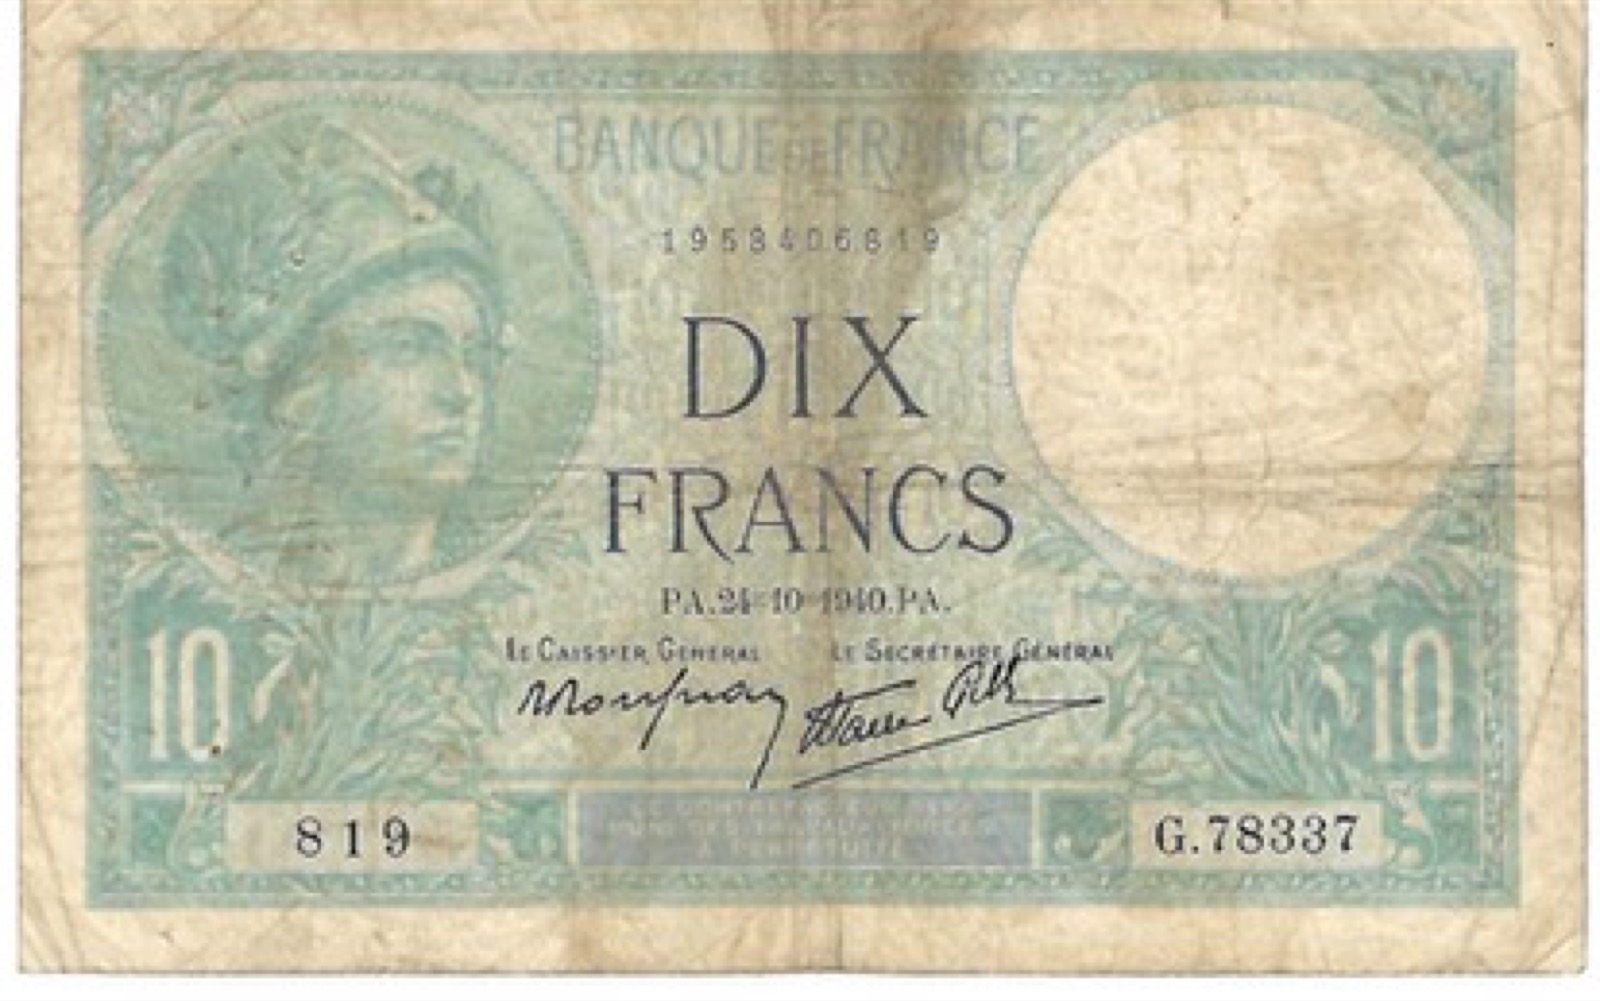 BANQUE DE FRANCE
1958406819
DIX
FRANCS
PA.24=10=1940.PA.
LE CAISSIER GÉNÉRAL LE SECRÉTAIRE GÉNÉRAL
10 10
819 G.78337